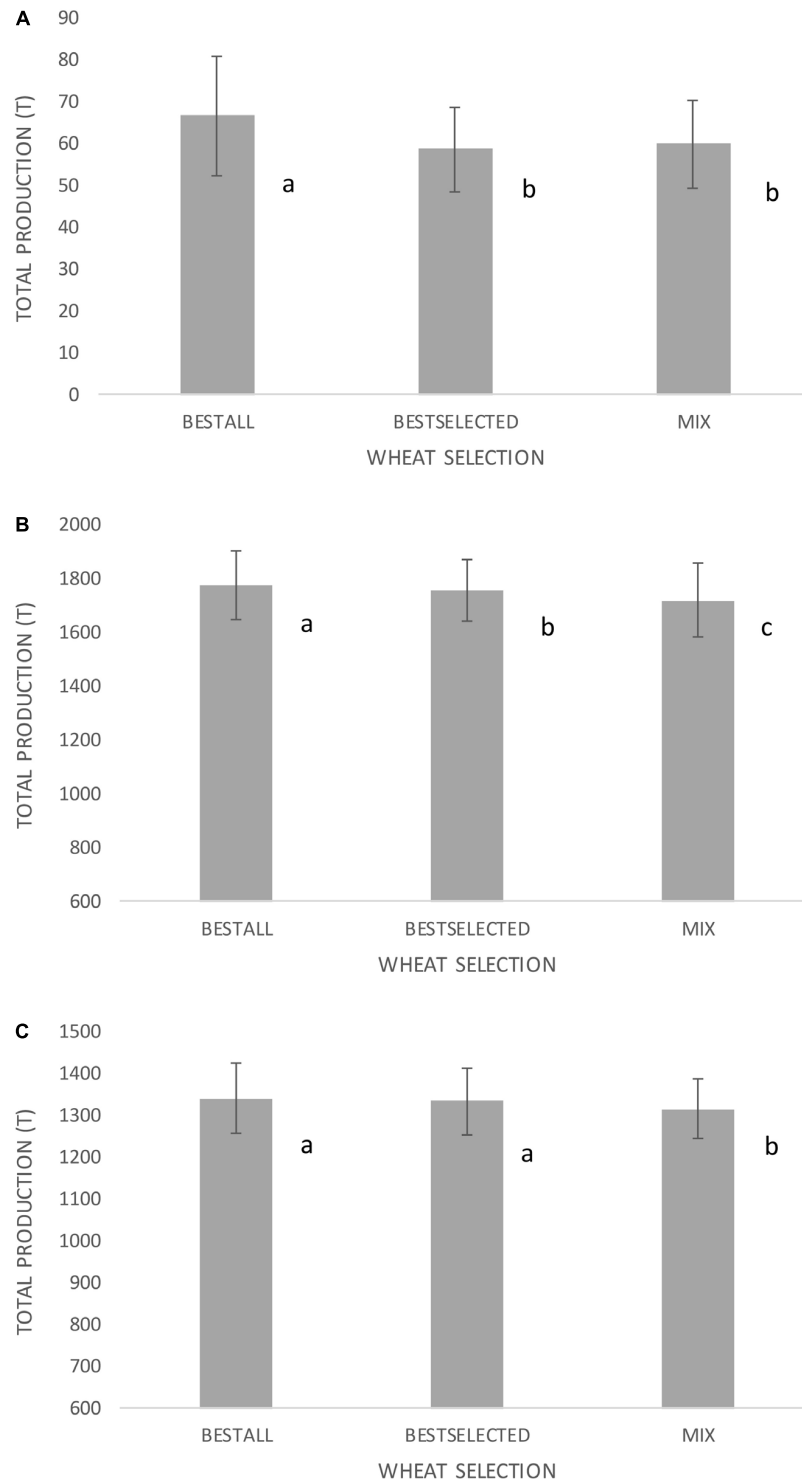 A
TOTAL PRODUCTION (T)
90
80
70
60
50
40
30
20
10
0
a
b
b
BESTALL
BESTSELECTED
MIX
WHEAT SELECTION
B
TOTAL PRODUCTION (T)
2000
1800
1600
1400
1200
1000
800
600
a
b
c
BESTALL
BESTSELECTED
MIX
WHEAT SELECTION
C
TOTAL PRODUCTION (T)
1500
1400
1300
1200
1100
1000
900
800
700
600
a
a
b
BESTALL
BESTSELECTED
MIX
WHEAT SELECTION